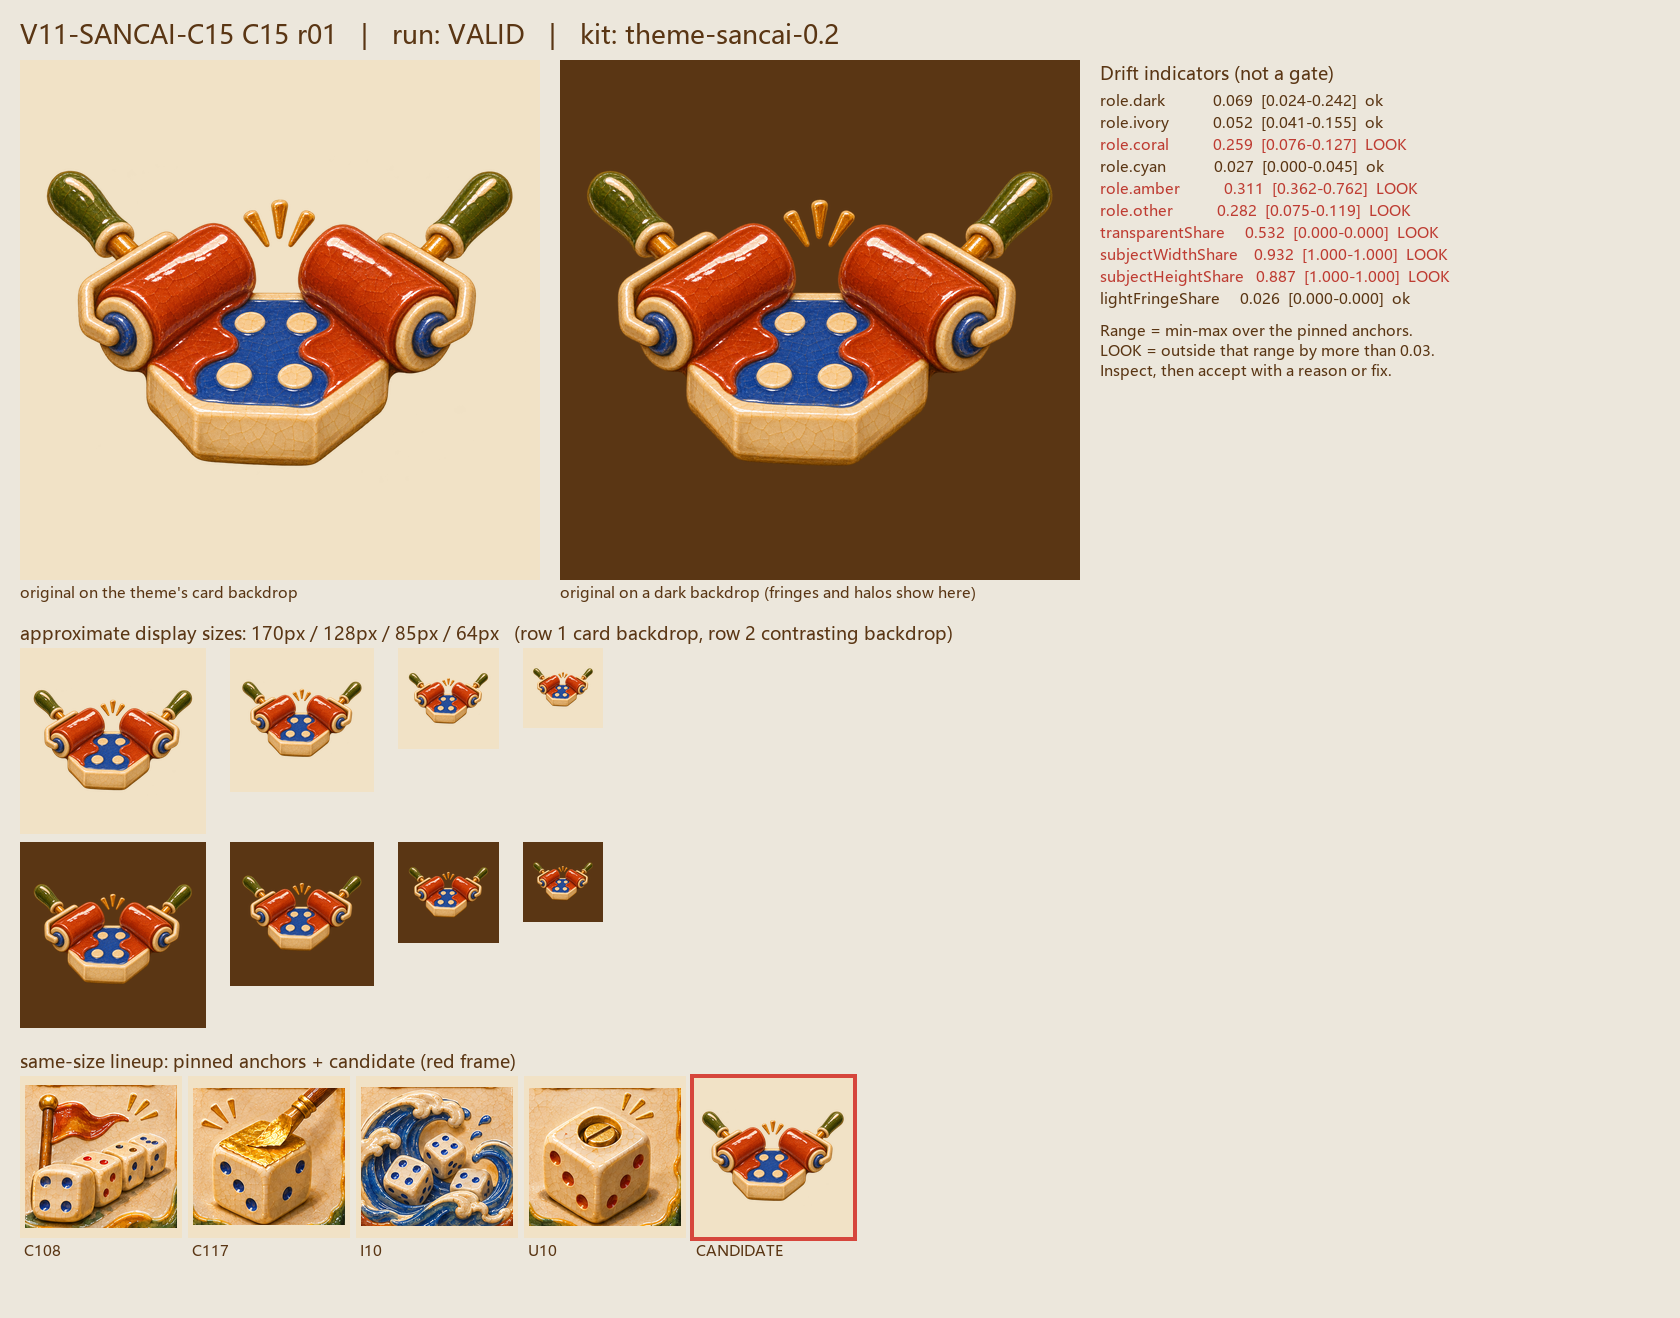 V11-SANCAI-C15 C15 r01 | run: VALID | kit: theme-sancai-0.2
Drift indicators (not a gate)
role.dark 0.069 [0.024-0.242] ok
role.ivory 0.052 [0.041-0.155] ok
role.coral 0.259 [0.076-0.127] LOOK
role.cyan 0.027 [0.000-0.045] ok
role.amber 0.311 [0.362-0.762] LOOK
role.other 0.282 [0.075-0.119] LOOK
transparentShare 0.532 [0.000-0.000] LOOK
subjectWidthShare 0.932 [1.000-1.000] LOOK
subjectHeightShare 0.887 [1.000-1.000] LOOK
lightFringeShare 0.026 [0.000-0.000] ok
Range = min-max over the pinned anchors.
LOOK = outside that range by more than 0.03.
Inspect, then accept with a reason or fix.
original on the theme's card backdrop
original on a dark backdrop (fringes and halos show here)
approximate display sizes: 170px / 128px / 85px / 64px (row 1 card backdrop, row 2 contrasting backdrop)
same-size lineup: pinned anchors + candidate (red frame)
C108
C117
I10
U10
CANDIDATE